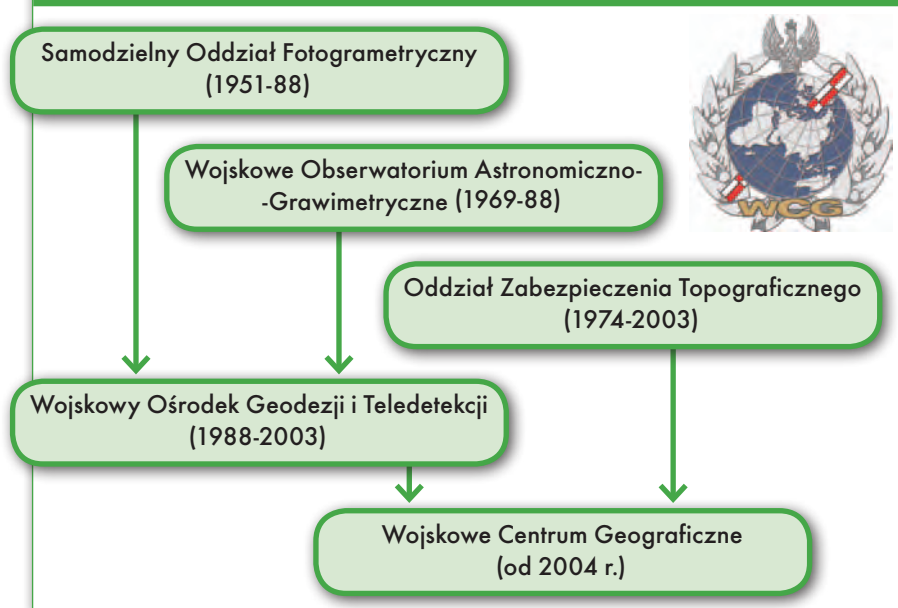 Samodzielny Oddział Fotogrametryczny
(1951-88)
Wojskowe Obserwatorium Astronomiczno-
-Grawimetryczne (1969-88)
Oddział Zabezpieczenia Topograficznego
(1974-2003)
Wojskowy Ośrodek Geodezji i Teledetekcji
(1988-2003)
Wojskowe Centrum Geograficzne
(od 2004 r.)
WCG